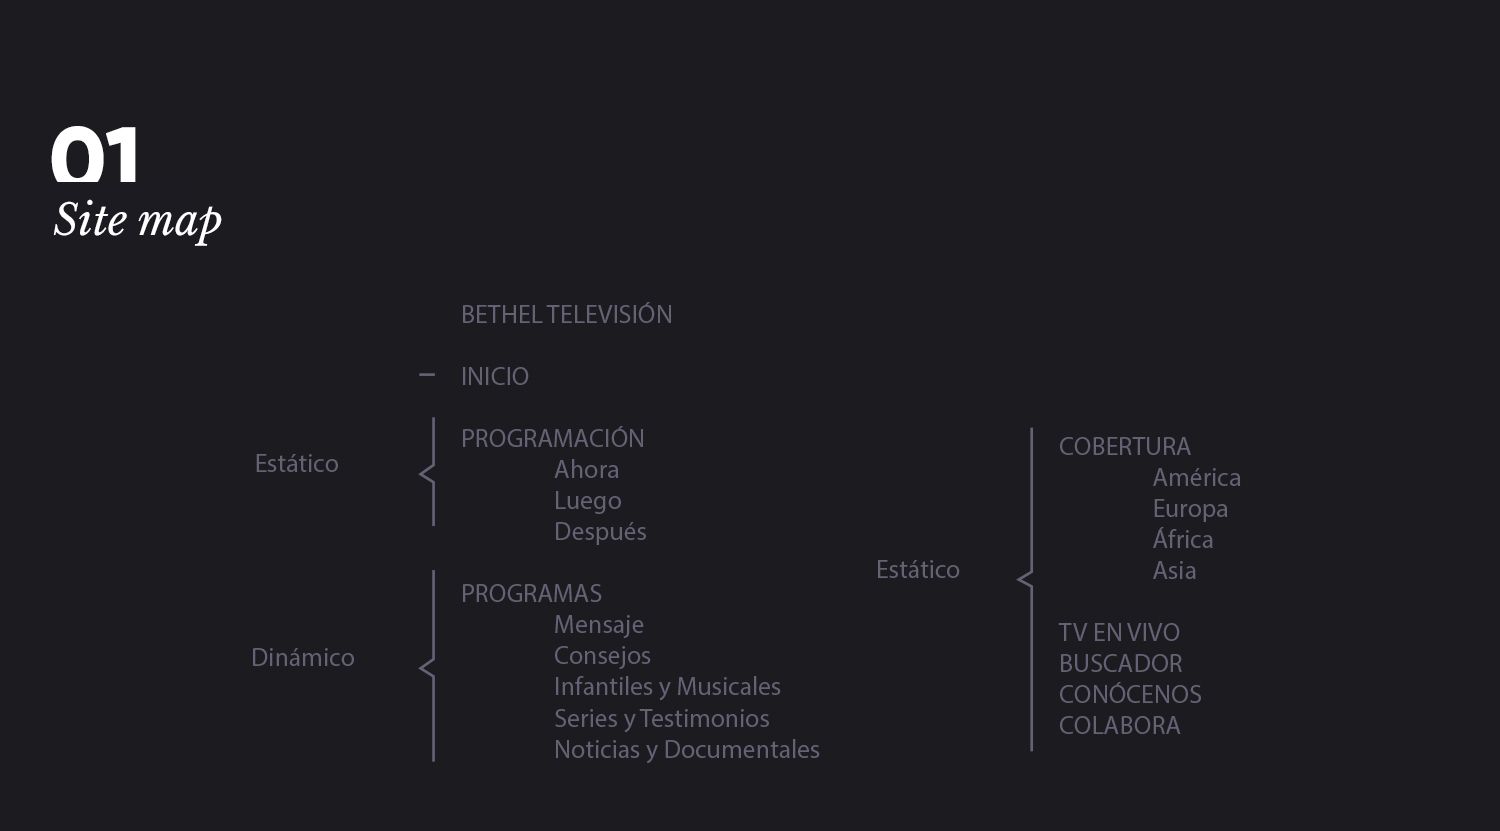 01
Site map
BETHEL TELEVISIÓN
INICIO
Estático
PROGRAMACIÓN
Ahora
Luego
Después
Dinámico
PROGRAMAS
Mensaje
Consejos
Infantiles y Musicales
Series y Testimonios
Noticias y Documentales
Estático
COBERTURA
América
Europa
África
Asia
TV EN VIVO
BUSCADOR
CONÓCENOS
COLABORA